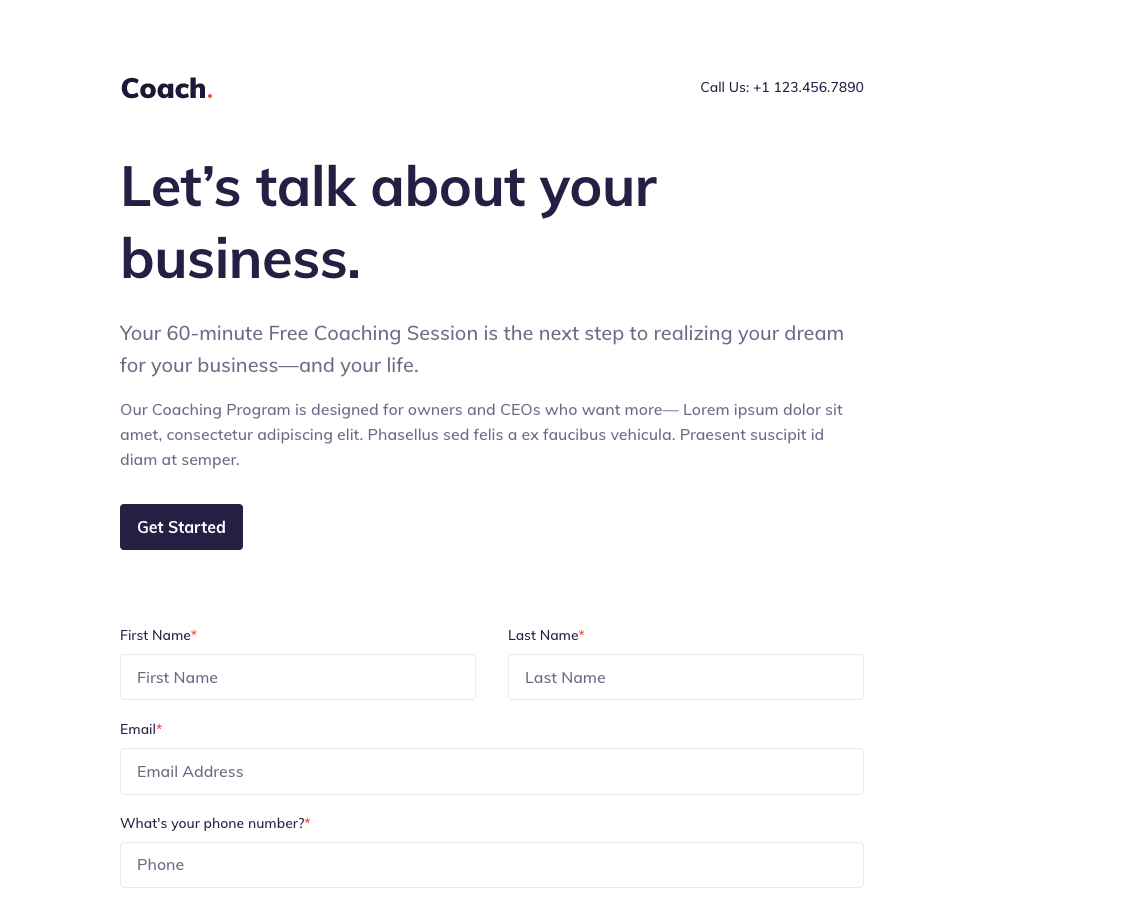 Coach.
Call Us: +1 123.456.7890
Let’s talk about your
business.
Your 60-minute Free Coaching Session is the next step to realizing your dream
for your business—and your life.
Our Coaching Program is designed for owners and CEOs who want more— Lorem ipsum dolor sit
amet, consectetur adipiscing elit. Phasellus sed felis a ex faucibus vehicula. Praesent suscipit id
diam at semper.
Get Started
First Name*
Last Name*
First Name
Last Name
Email*
Email Address
What's your phone number?*
Phone